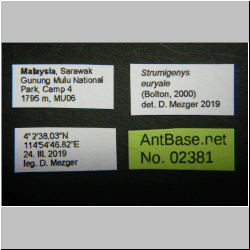 Malaysia, Sarawak
Gunung Mulu National
Park, Camp 4
1795 m, MU06
Strumigenys
euryale
(Bolton, 2000)
det. D. Mezger 2019
4°2'38,03"N
114°54'46.82"E
24. III. 2019
leg. D. Mezger
AntBase.net
No. 02381